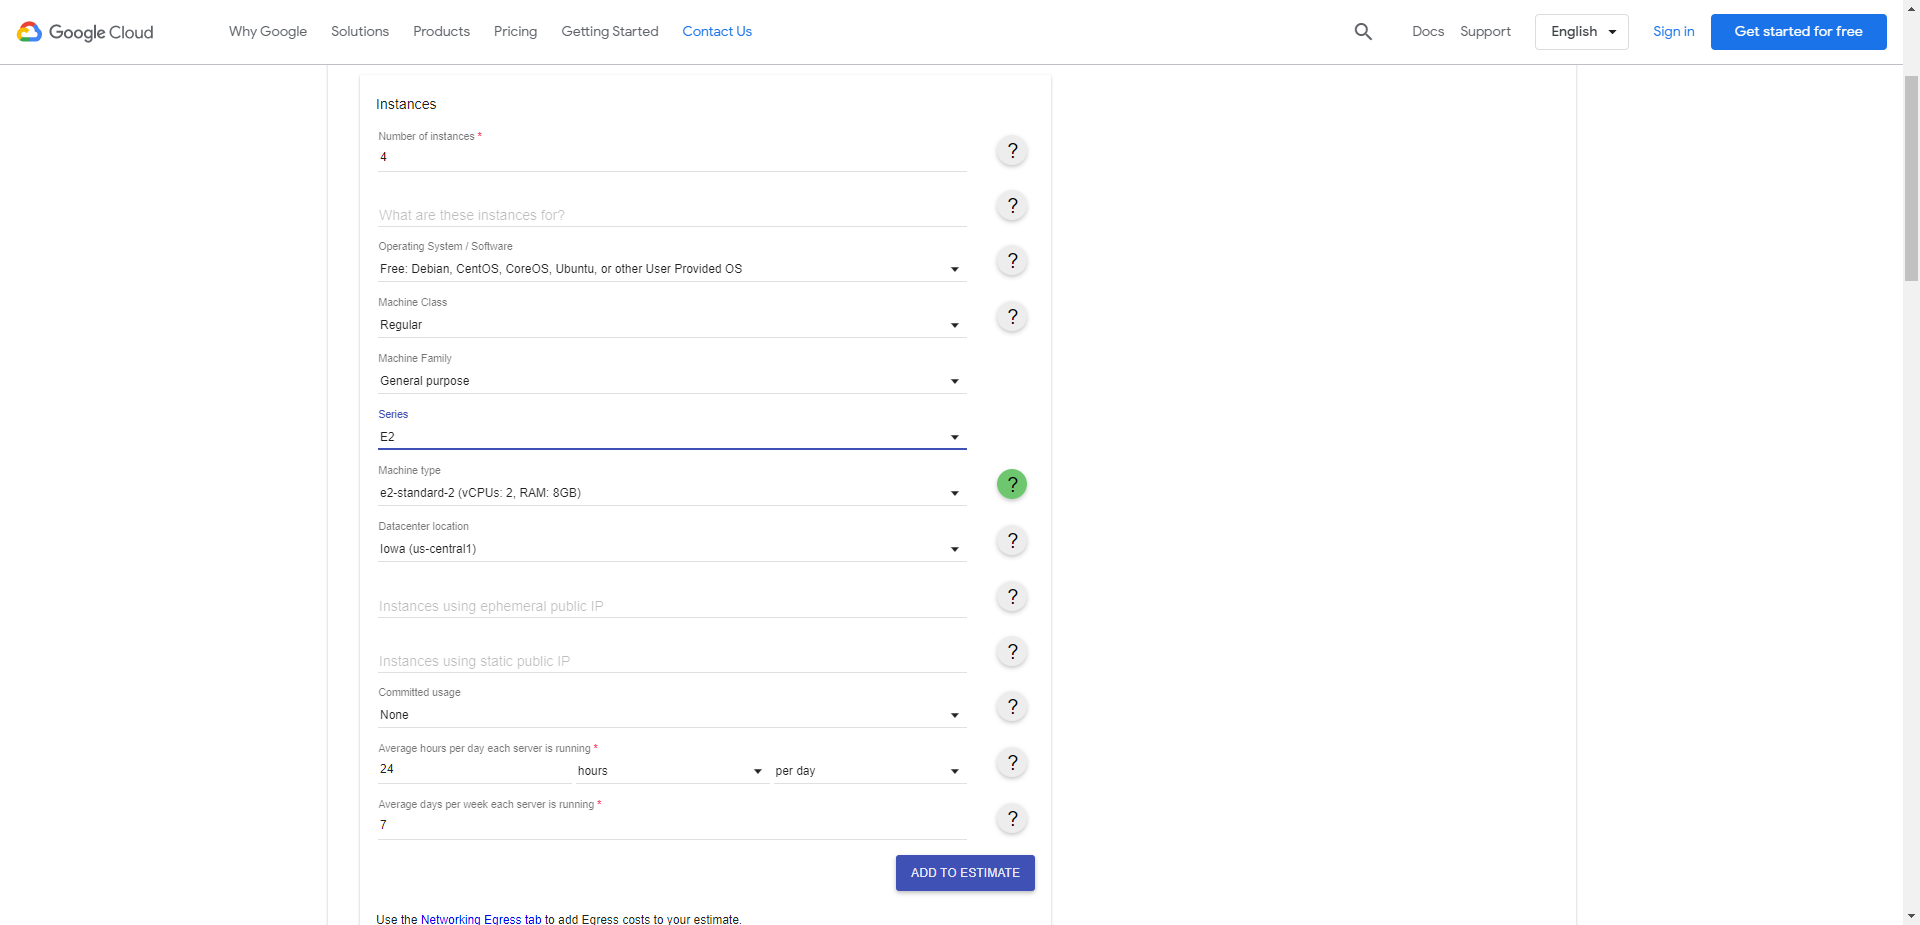 Google Cloud
Why Google Solutions Products Pricing Getting Started Contact Us
Docs Support English Sign in Get started for free
Instances
Number of instances *
4
?
What are these instances for?
?
Operating System / Software
Free: Debian, CentOS, CoreOS, Ubuntu, or other User Provided OS
?
Machine Class
Regular
?
Machine Family
General purpose
Series
E2
Machine type
e2-standard-2 (vCPUs: 2, RAM: 8GB)
?
Datacenter location
Iowa (us-central1)
?
Instances using ephemeral public IP
?
Instances using static public IP
?
Committed usage
None
?
Average hours per day each server is running *
24 hours per day
?
Average days per week each server is running *
7
?
ADD TO ESTIMATE
Use the Networking Egress tab to add Egress costs to your estimate.